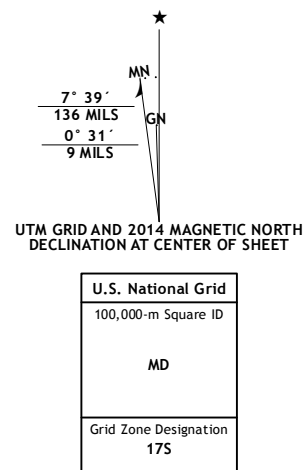 ★
MN
7° 39´
136 MILS
GN
0° 31´
9 MILS
UTM GRID AND 2014 MAGNETIC NORTH
DECLINATION AT CENTER OF SHEET
U.S. National Grid
100,000-m Square ID
MD
Grid Zone Designation
17S